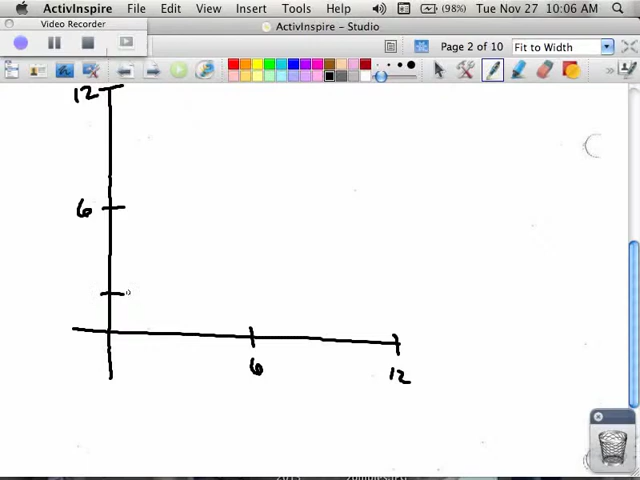 ActivInspire File Edit View Insert Tools Help (98%) Tue Nov 27 10:06 AM
Video Recorder
ActivInspire - Studio
Page 2 of 10 Fit to Width
12
6
6
12